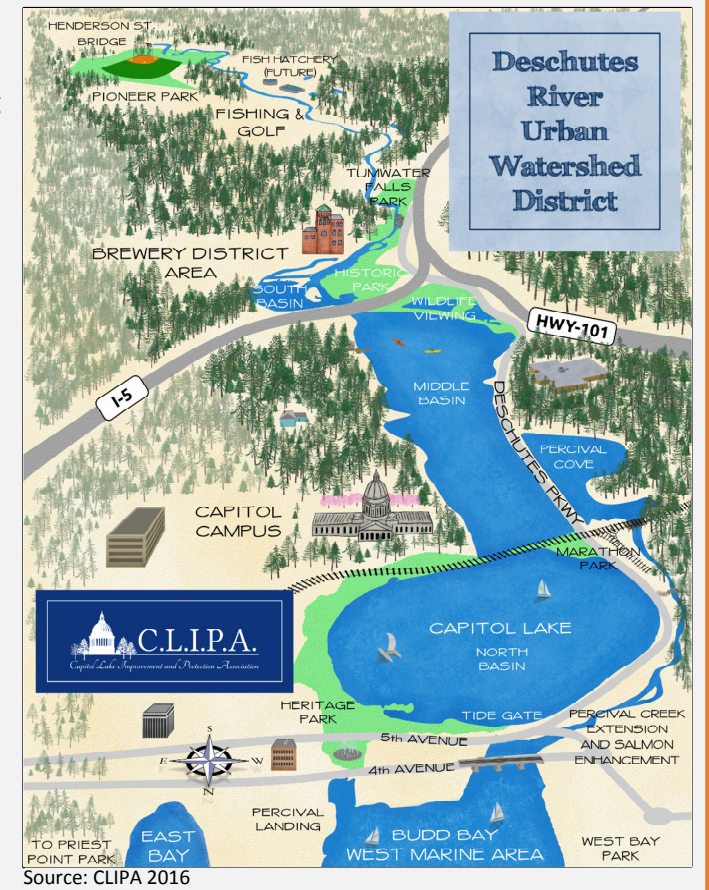 HENDERSON ST.
BRIDGE
FISH HATCHERY
(FUTURE)
PIONEER PARK
FISHING &
GOLF
Deschutes
River
Urban
Watershed
District
TUMWATER
FALLS
PARK
BREWERY DISTRICT
AREA
HISTORIC
PARK
SOUTH
BASIN
WILDLIFE
VIEWING
HWY-101
I-5
MIDDLE
BASIN
DESCHUTES PKWY
PERCIVAL
COVE
CAPITOL
CAMPUS
MARATHON
PARK
C.L.I.P.A.
Capitol Lake Improvement and Protection Association
CAPITOL LAKE
NORTH
BASIN
HERITAGE
PARK
TIDE GATE
PERCIVAL CREEK
EXTENSION
AND SALMON
ENHANCEMENT
5th AVENUE
4th AVENUE
S
E
W
N
PERCIVAL
LANDING
TO PRIEST
POINT PARK
EAST
BAY
BUDD BAY
WEST MARINE AREA
WEST BAY
PARK
Source: CLIPA 2016